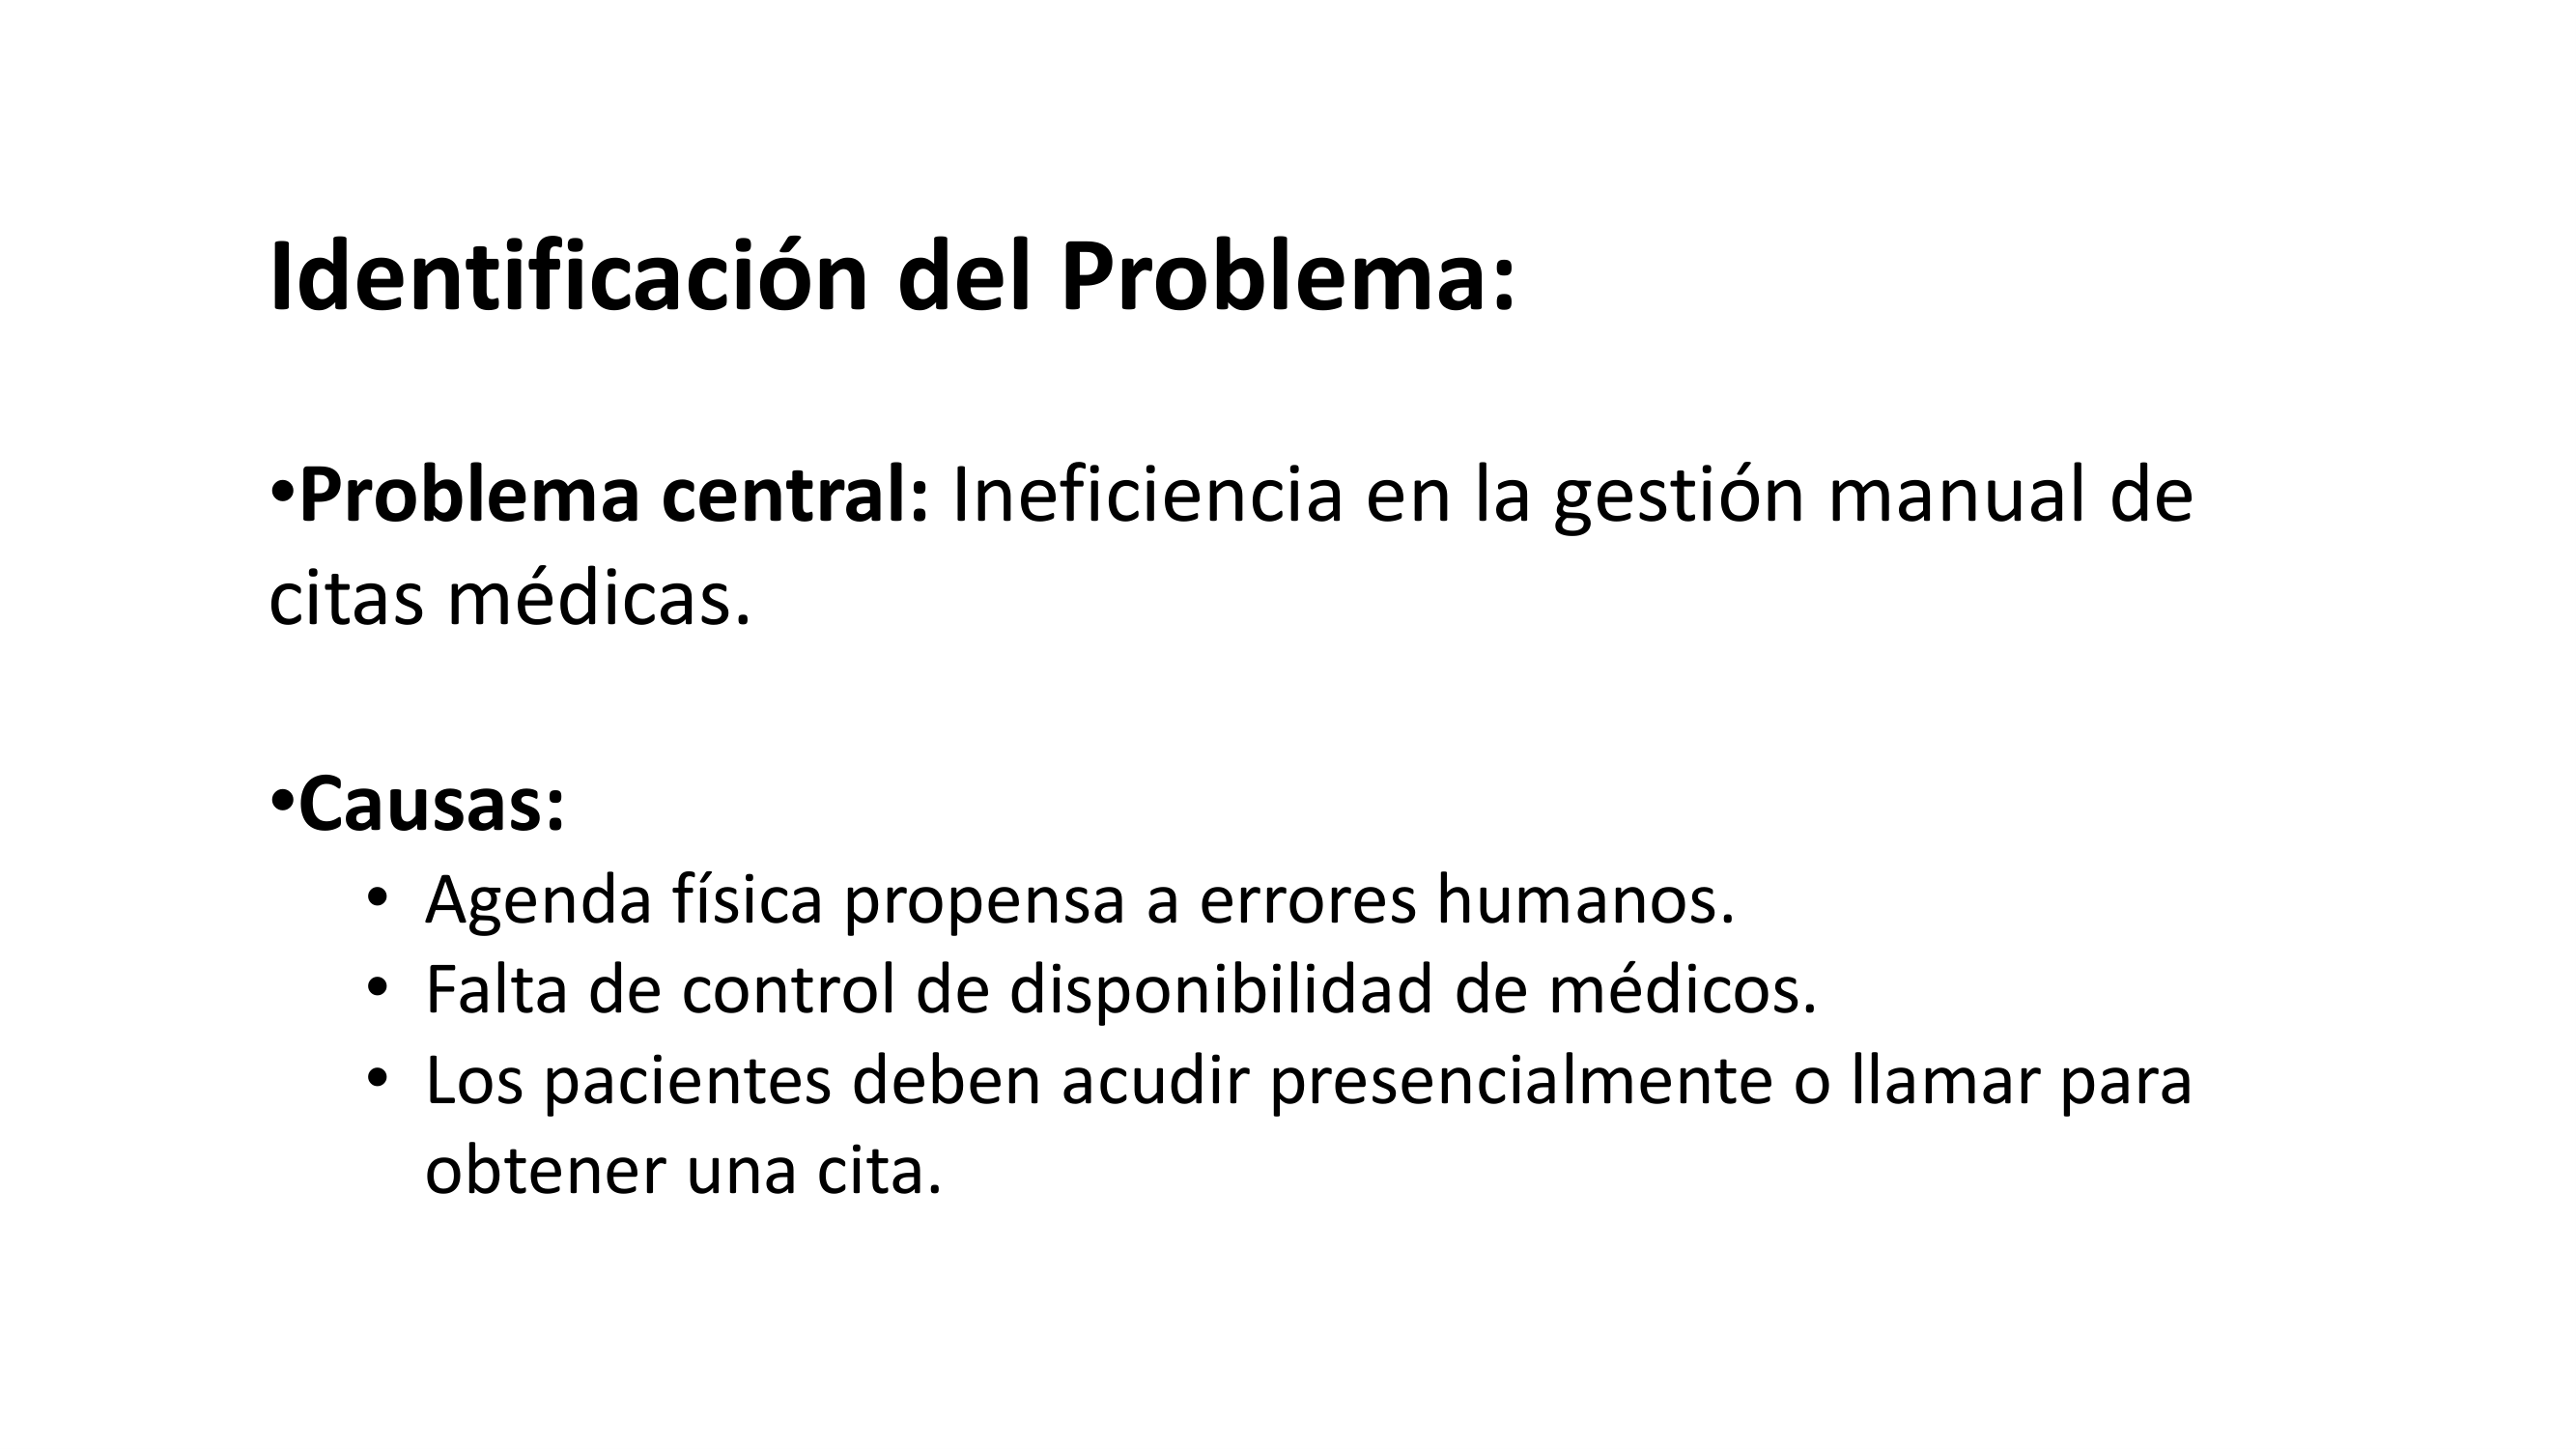 Identificación del Problema:
•Problema central: Ineficiencia en la gestión manual de
citas médicas.
•Causas:
• Agenda física propensa a errores humanos.
• Falta de control de disponibilidad de médicos.
• Los pacientes deben acudir presencialmente o llamar para
obtener una cita.